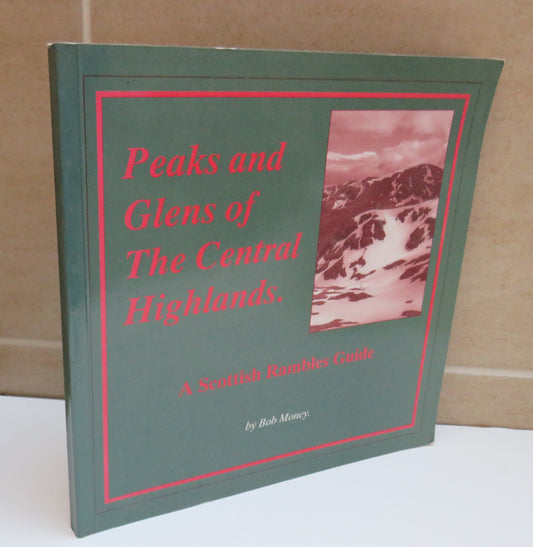 Peaks and
Glens of
The Central
Highlands.
A Scottish Rambles Guide
by Bob Money.